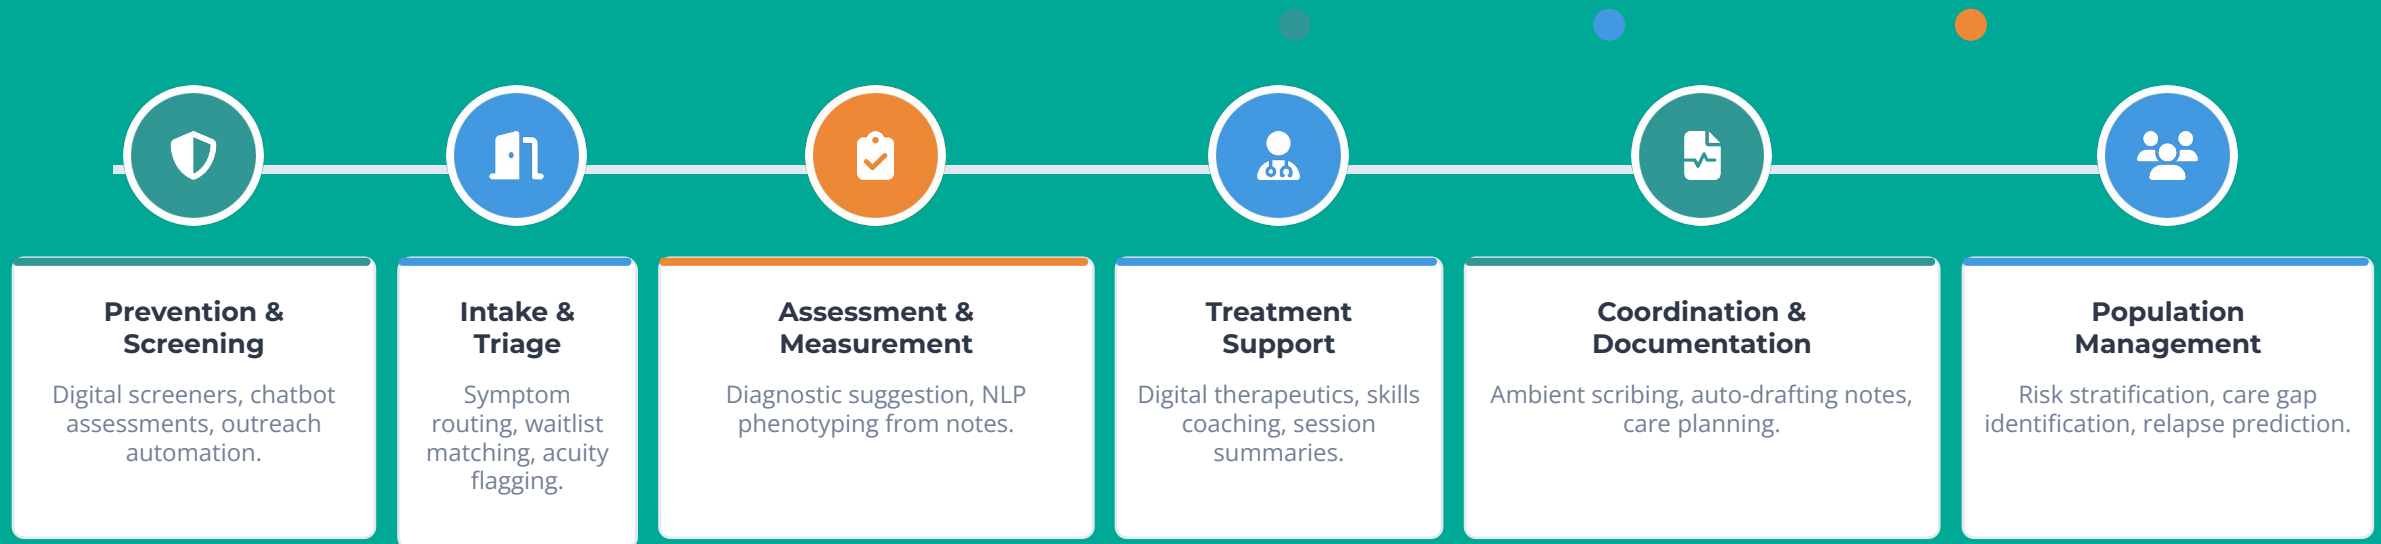 Prevention &
Screening
Digital screeners, chatbot
assessments, outreach
automation.
Intake &
Triage
Symptom
routing, waitlist
matching, acuity
flagging.
Assessment &
Measurement
Diagnostic suggestion, NLP
phenotyping from notes.
Treatment
Support
Digital therapeutics, skills
coaching, session
summaries.
Coordination &
Documentation
Ambient scribing, auto-drafting notes,
care planning.
Population
Management
Risk stratification, care gap
identification, relapse prediction.